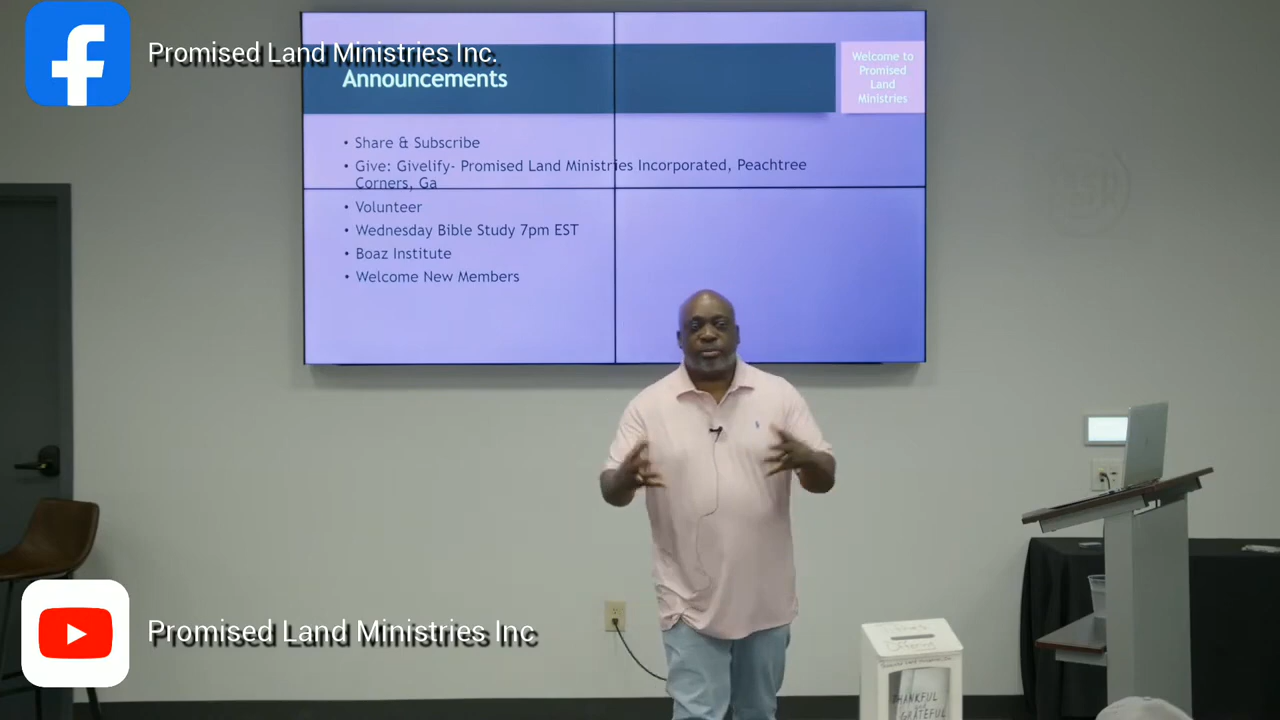 Promised Land Ministries Inc.
Announcements
Welcome to
Promised
Land
Ministries
• Share & Subscribe
• Give: Givelify- Promised Land Ministries Incorporated, Peachtree
Corners, Ga
• Volunteer
• Wednesday Bible Study 7pm EST
• Boaz Institute
• Welcome New Members
Promised Land Ministries Inc
THANKFUL
GRATEFUL